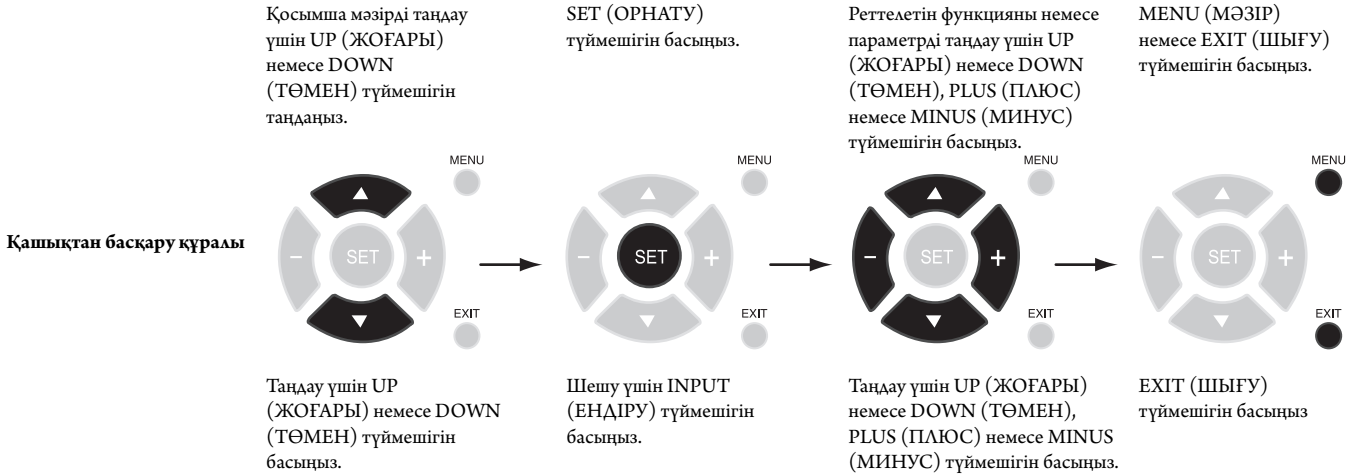 Қосымша мәзірді таңдау
үшін UP (ЖОҒАРЫ)
немесе DOWN
(ТӨМЕН) түймешігін
таңдаңыз.
SET (ОРНАТУ)
түймешігін басыңыз.
Реттелетін функцияны немесе
параметрді таңдау үшін UP
(ЖОҒАРЫ) немесе DOWN
(ТӨМЕН), PLUS (ПЛЮС)
немесе MINUS (МИНУС)
түймешігін басыңыз.
MENU (МӘЗІР)
немесе EXIT (ШЫҒУ)
түймешігін басыңыз.
Қашықтан басқару құралы
MENU
- SET +
EXIT
MENU
- SET +
EXIT
MENU
- SET +
EXIT
MENU
- SET +
EXIT
Таңдау үшін UP
(ЖОҒАРЫ) немесе DOWN
(ТӨМЕН) түймешігін
басыңыз.
Шешу үшін INPUT
(ЕНДІРУ) түймешігін
басыңыз.
Таңдау үшін UP (ЖОҒАРЫ)
немесе DOWN (ТӨМЕН),
PLUS (ПЛЮС) немесе MINUS
(МИНУС) түймешігін басыңыз.
EXIT (ШЫҒУ)
түймешігін басыңыз